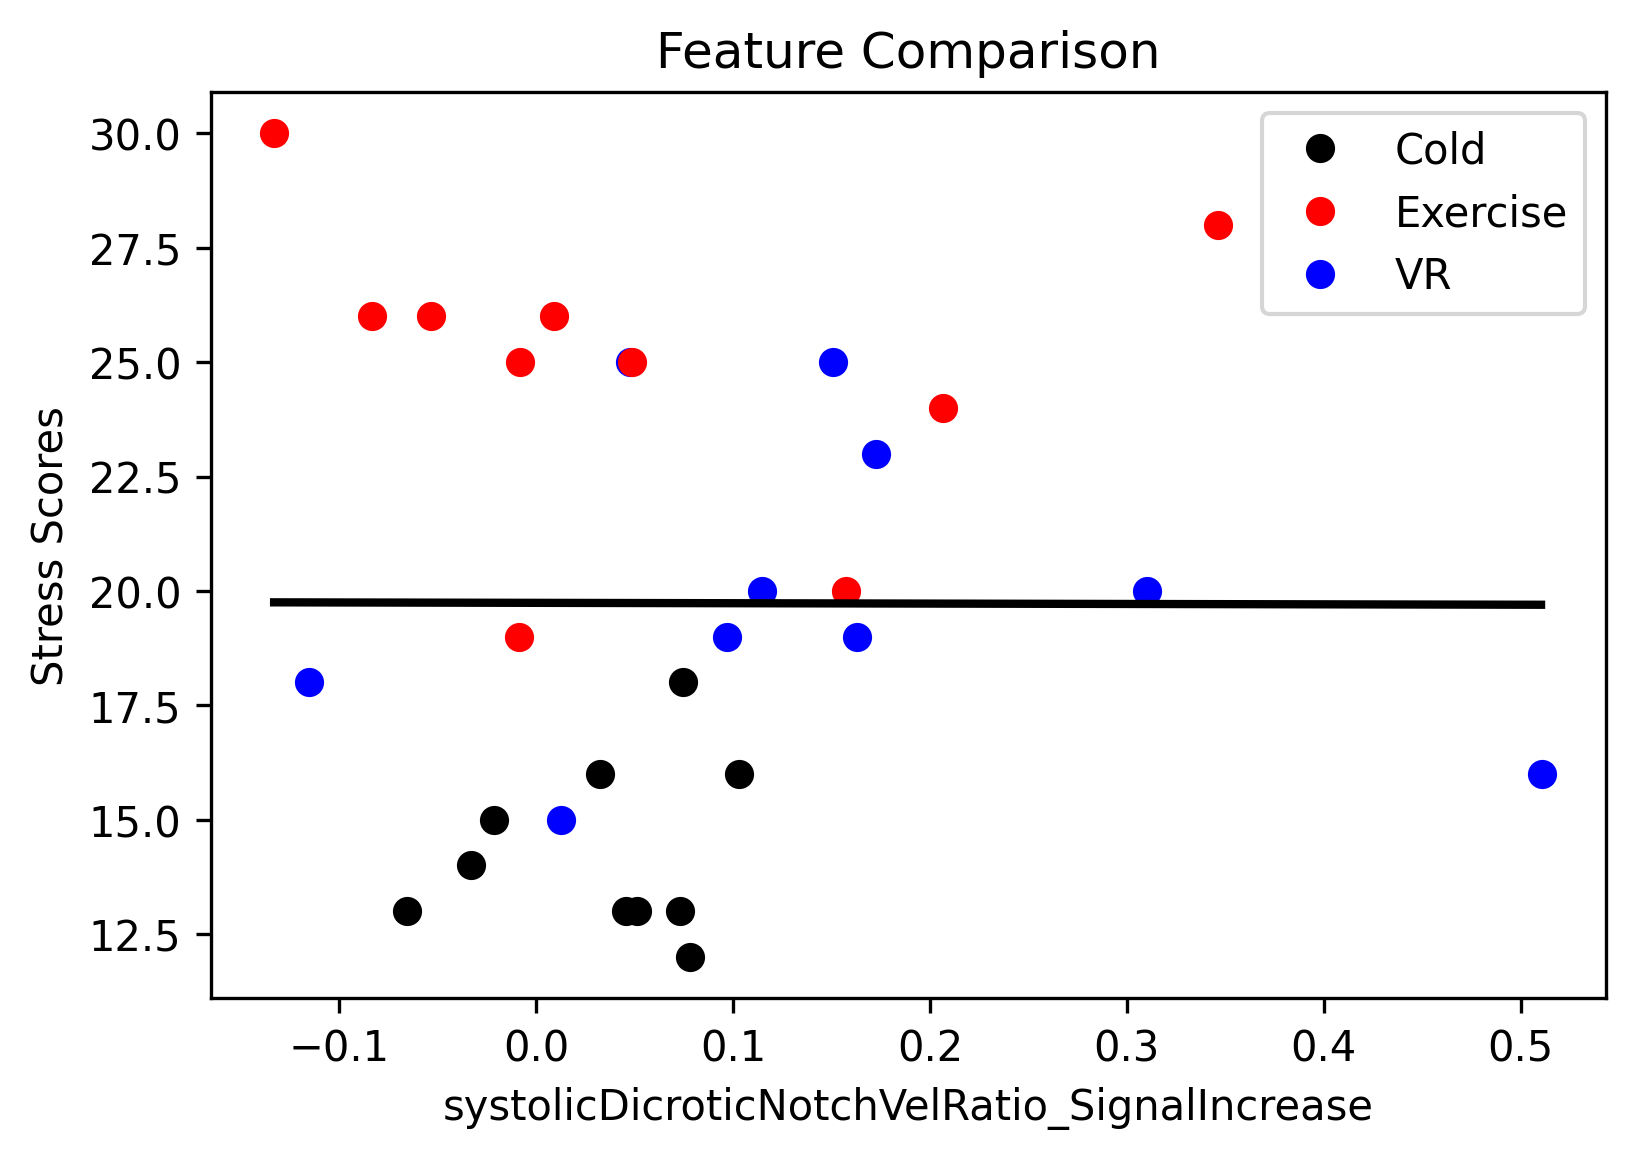 Feature Comparison
30.0
27.5
25.0
22.5
20.0
17.5
15.0
12.5
Stress Scores
Cold
Exercise
VR
−0.1 0.0 0.1 0.2 0.3 0.4 0.5
systolicDicroticNotchVelRatio_SignalIncrease